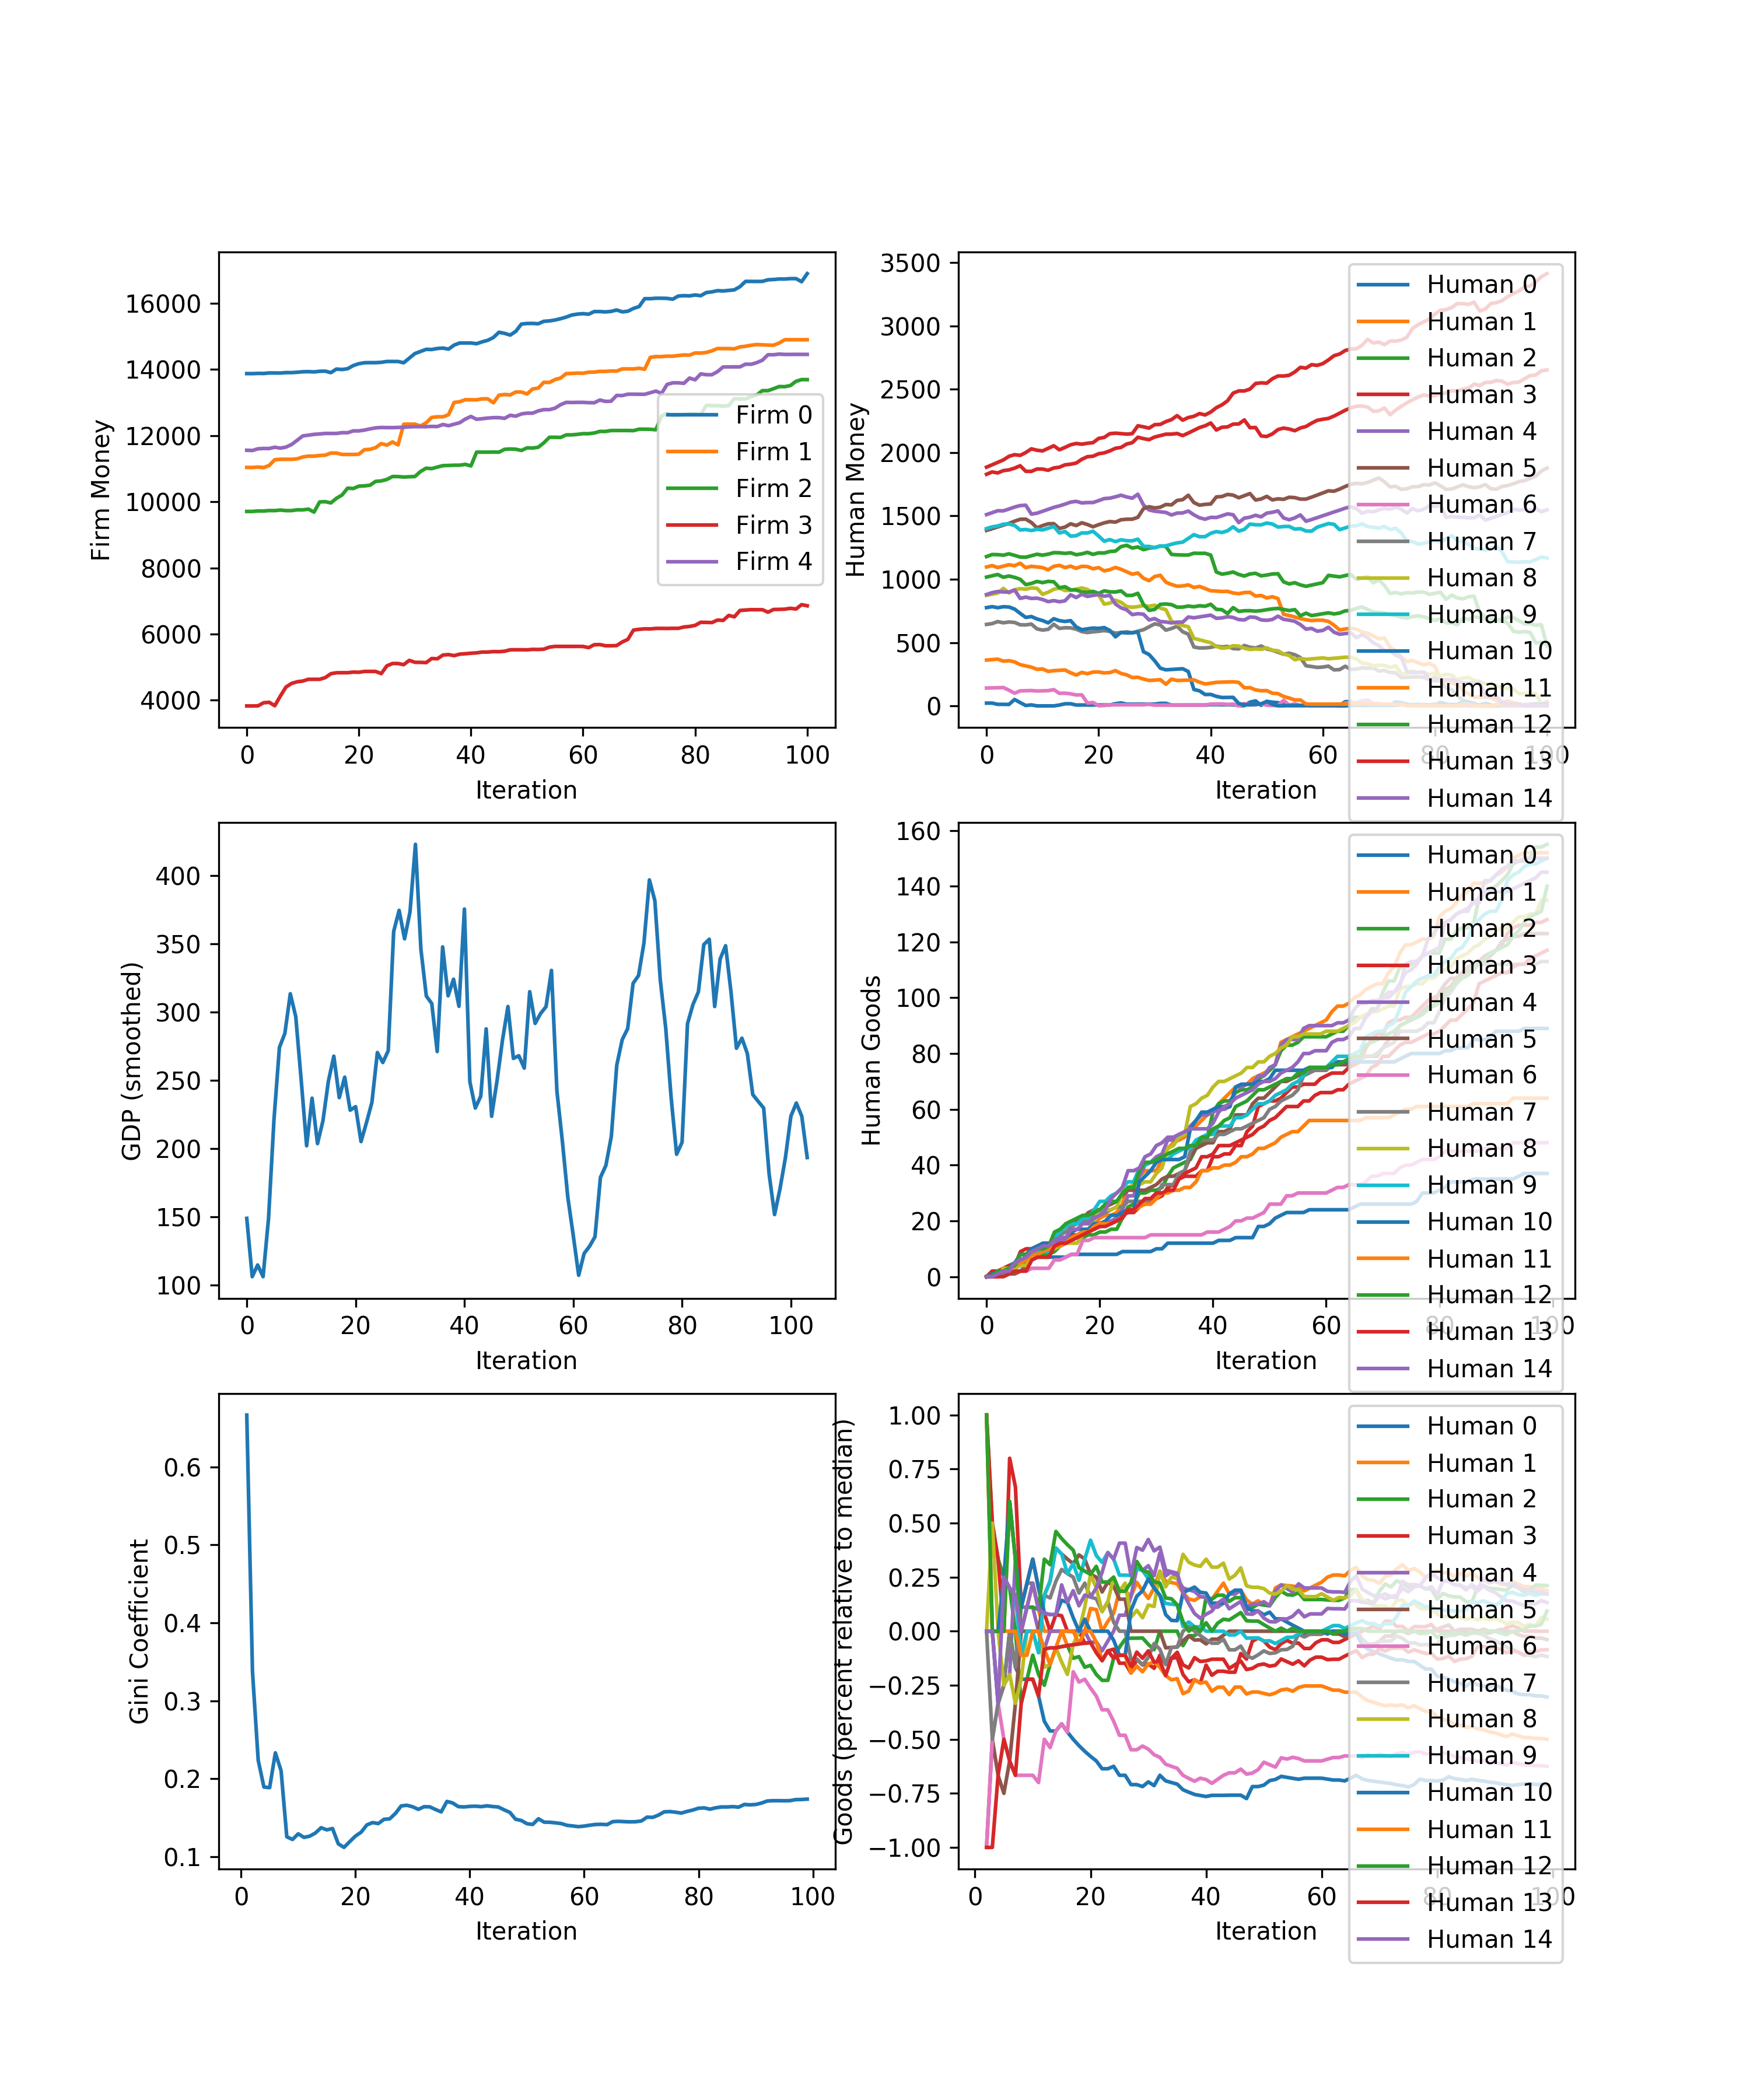 16000
14000
12000
10000
8000
6000
4000
Firm Money
0 20 40 60 80 100
Iteration
Firm 0
Firm 1
Firm 2
Firm 3
Firm 4
3500
3000
2500
2000
1500
1000
500
0
Human Money
0 20 40 60 80 100
Iteration
Human 0
Human 1
Human 2
Human 3
Human 4
Human 5
Human 6
Human 7
Human 8
Human 9
Human 10
Human 11
Human 12
Human 13
Human 14
400
350
300
250
200
150
100
GDP (smoothed)
0 20 40 60 80 100
Iteration
160
140
120
100
80
60
40
20
0
Human Goods
0 20 40 60 80 100
Iteration
Human 0
Human 1
Human 2
Human 3
Human 4
Human 5
Human 6
Human 7
Human 8
Human 9
Human 10
Human 11
Human 12
Human 13
Human 14
0.6
0.5
0.4
0.3
0.2
0.1
Gini Coefficient
0 20 40 60 80 100
Iteration
1.00
0.75
0.50
0.25
0.00
−0.25
−0.50
−0.75
−1.00
Goods (percent relative to median)
0 20 40 60 80 100
Iteration
Human 0
Human 1
Human 2
Human 3
Human 4
Human 5
Human 6
Human 7
Human 8
Human 9
Human 10
Human 11
Human 12
Human 13
Human 14